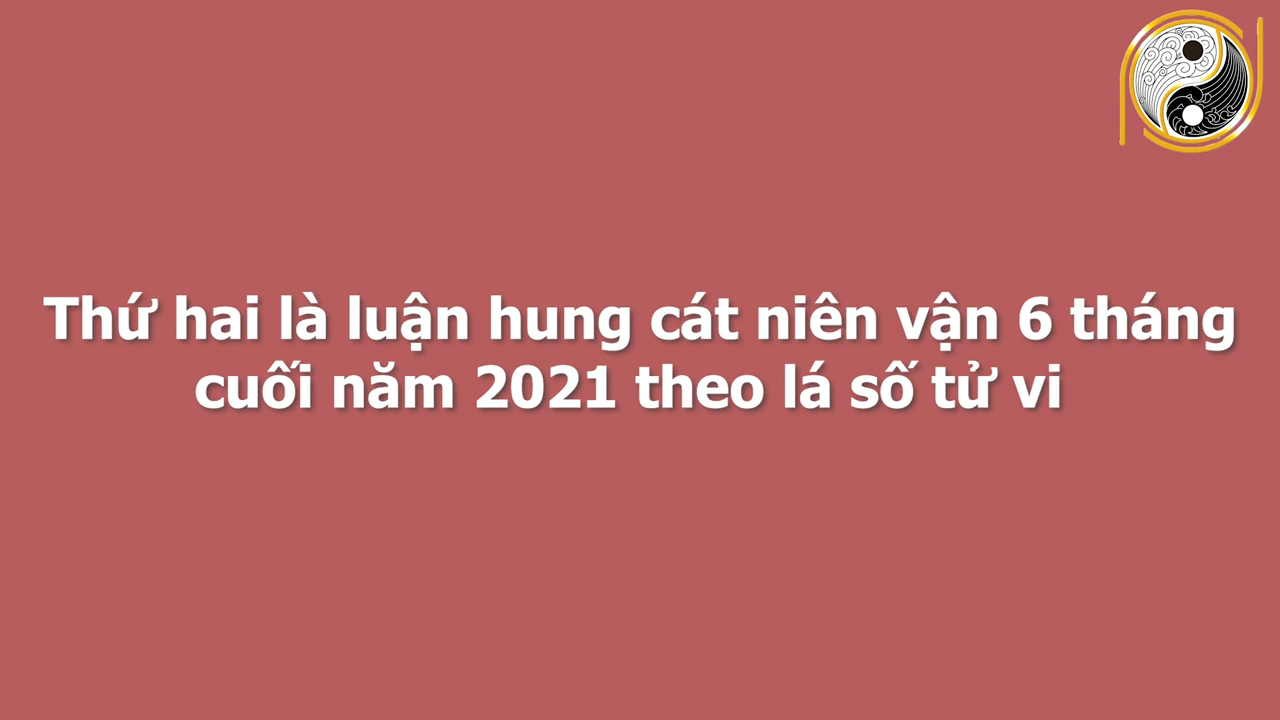 Thứ hai là luận hung cát niên vận 6 tháng
cuối năm 2021 theo lá số tử vi